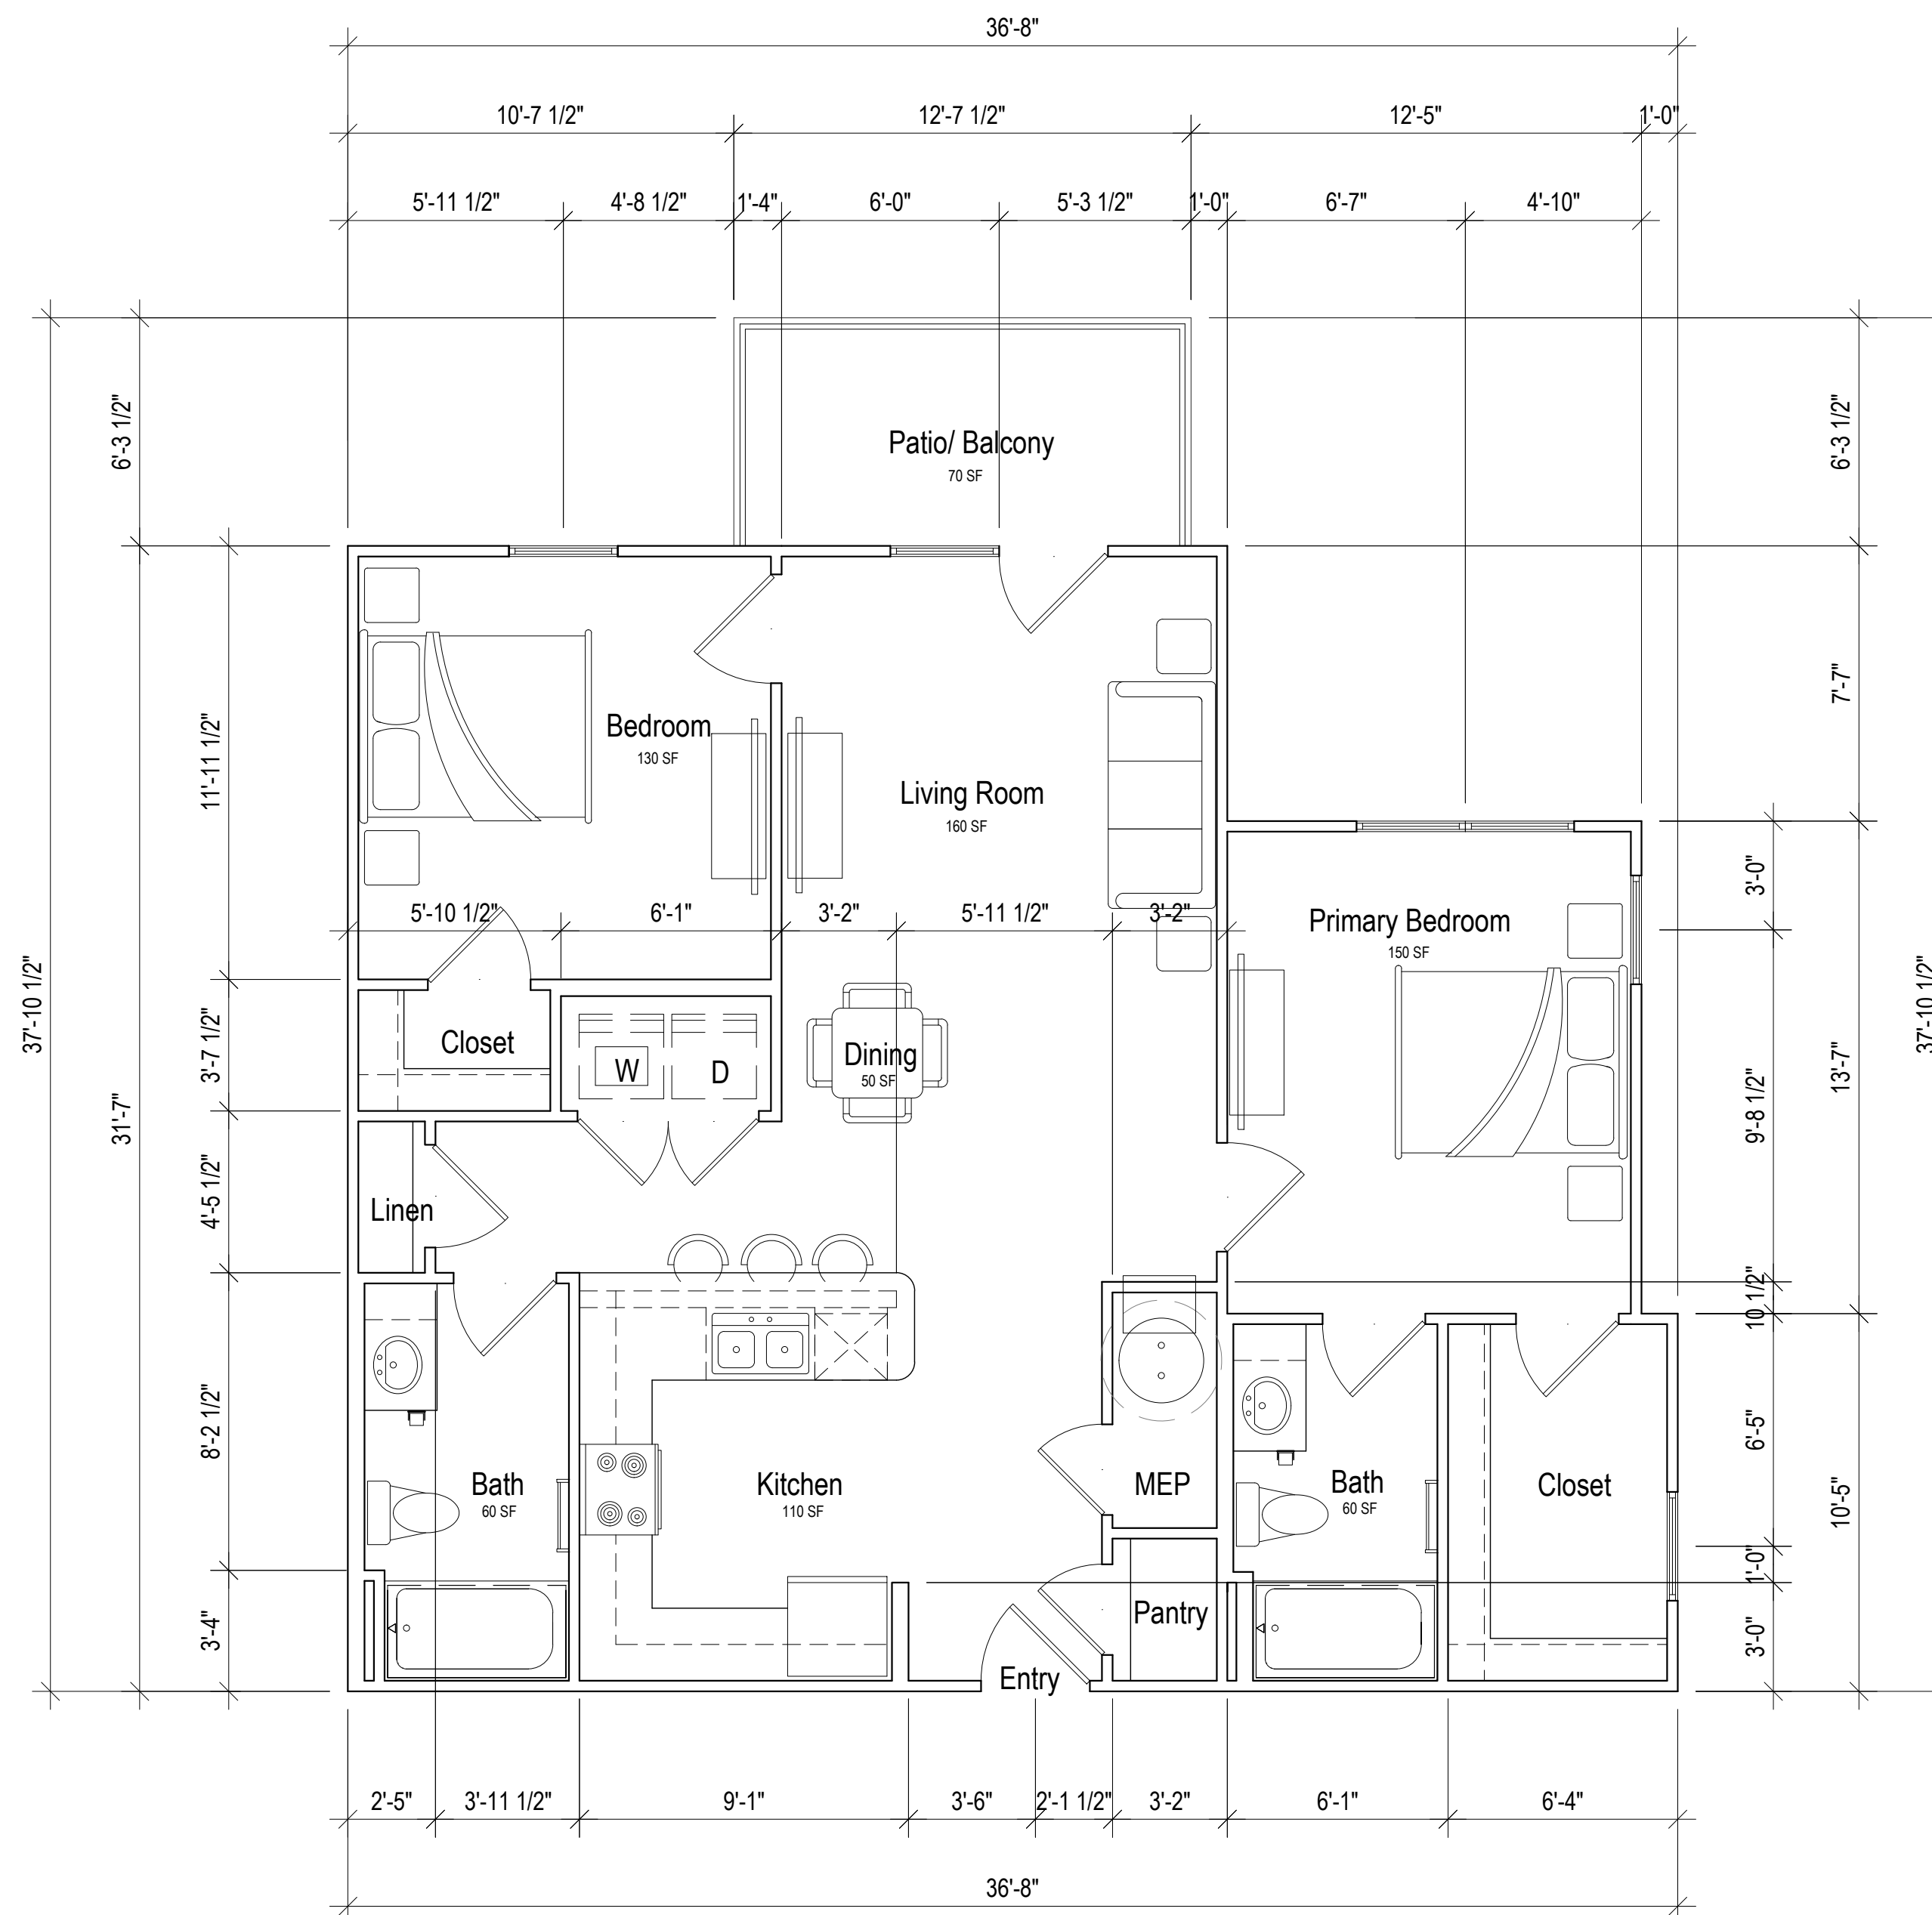 36'-8"
10'-7 1/2" 12'-7 1/2" 12'-5" 1'-0"
5'-11 1/2" 4'-8 1/2" 1'-4" 6'-0" 5'-3 1/2" 1'-0" 6'-7" 4'-10"
6'-3 1/2"
6'-3 1/2"
Patio/ Balcony
70 SF
7'-7"
11'-11 1/2"
Bedroom
130 SF
Living Room
160 SF
3'-0"
5'-10 1/2" 6'-1" 3'-2" 5'-11 1/2" 3'-2"
Primary Bedroom
150 SF
37'-10 1/2"
37'-10 1/2"
3'-7 1/2"
Closet
W
D
Dining
50 SF
13'-7"
31'-7"
9'-8 1/2"
4'-5 1/2"
Linen
10 1/2"
8'-2 1/2"
6'-5"
Bath
60 SF
Kitchen
110 SF
MEP
Bath
60 SF
Closet
10'-5"
1'-0"
3'-4"
Pantry
3'-0"
Entry
2'-5" 3'-11 1/2" 9'-1" 3'-6" 2'-1 1/2" 3'-2" 6'-1" 6'-4"
36'-8"